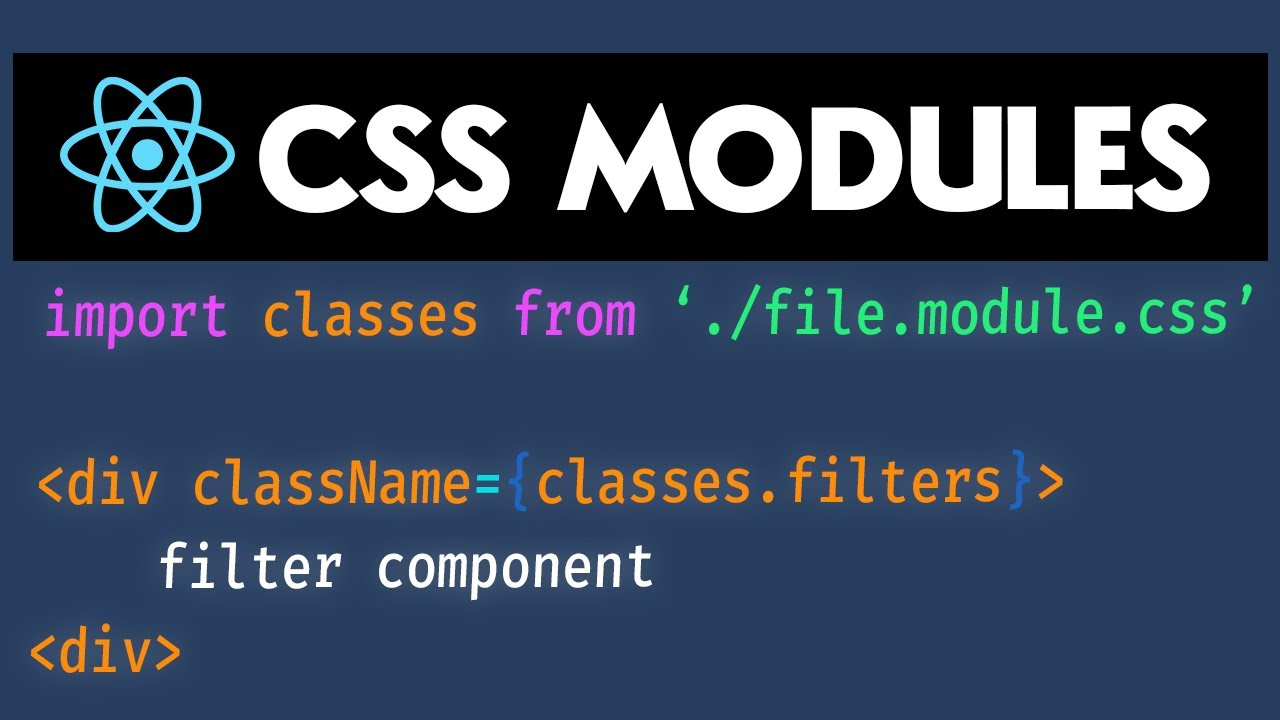 CSS MODULES
import classes from ‘./file.module.css’
<div className={classes.filters}>
filter component
<div>